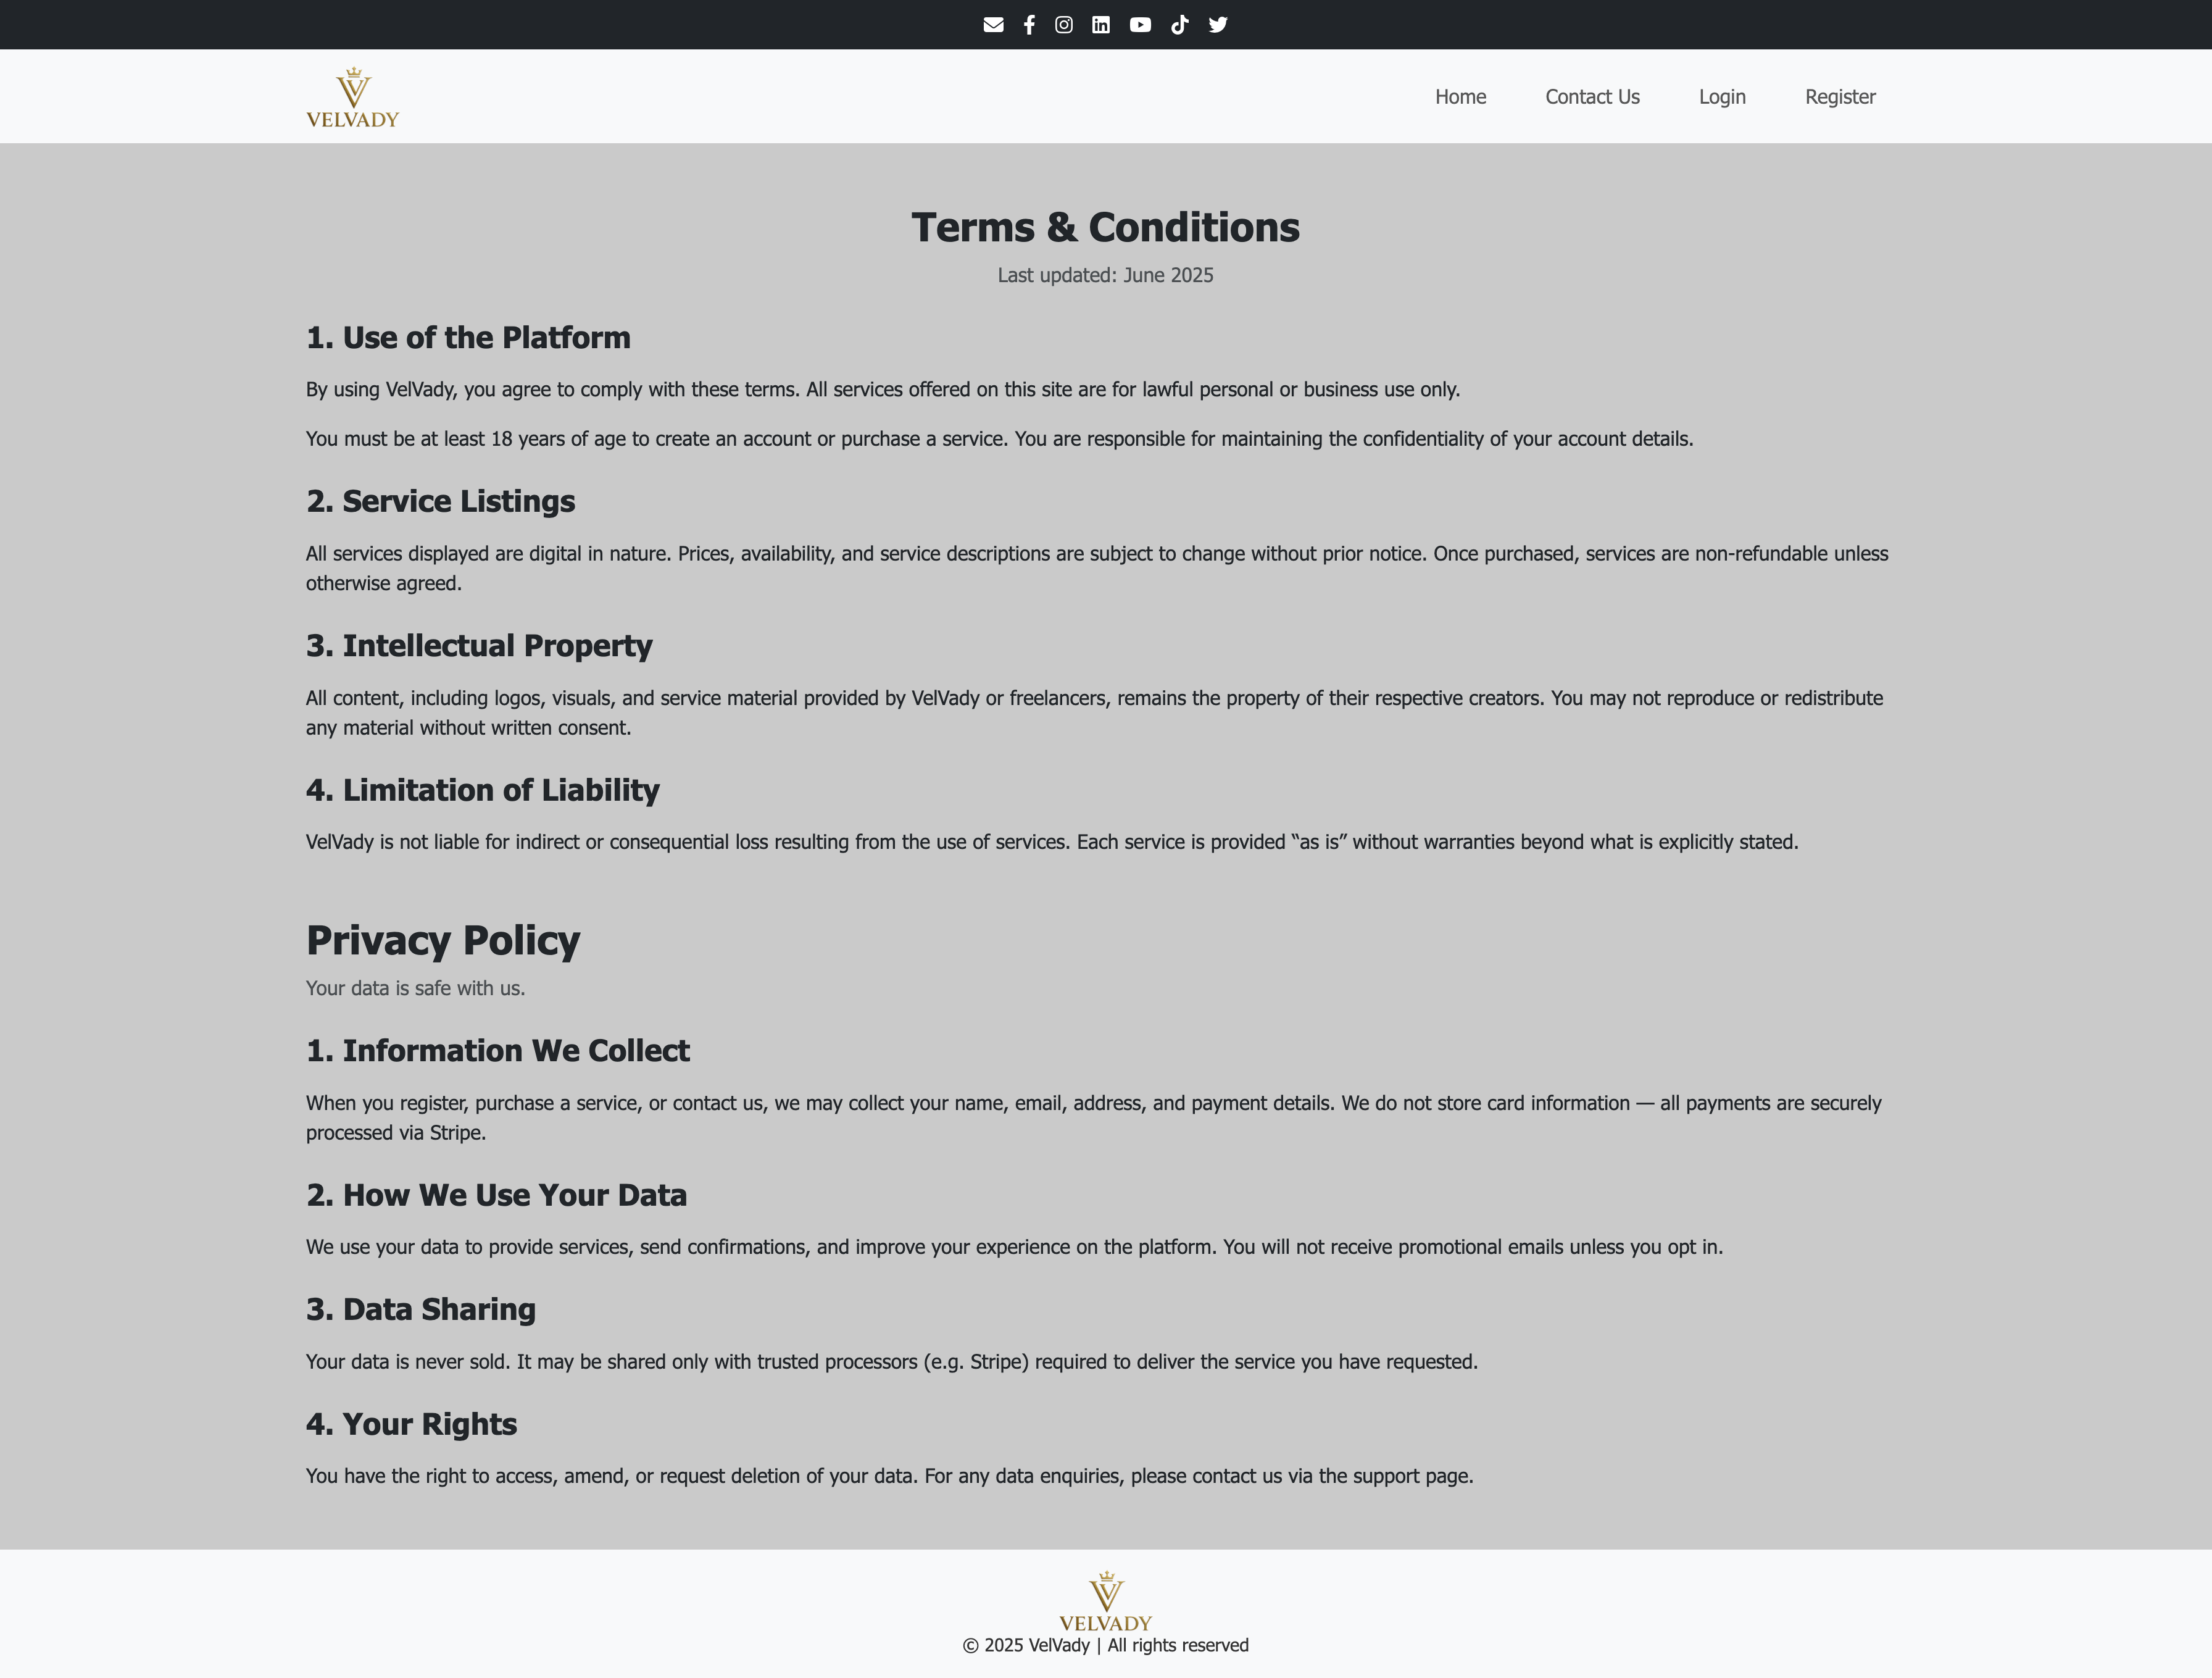 VELVADY
Home
Contact Us
Login
Register
Terms & Conditions
Last updated: June 2025
1. Use of the Platform
By using VelVady, you agree to comply with these terms. All services offered on this site are for lawful personal or business use only.
You must be at least 18 years of age to create an account or purchase a service. You are responsible for maintaining the confidentiality of your account details.
2. Service Listings
All services displayed are digital in nature. Prices, availability, and service descriptions are subject to change without prior notice. Once purchased, services are non-refundable unless
otherwise agreed.
3. Intellectual Property
All content, including logos, visuals, and service material provided by VelVady or freelancers, remains the property of their respective creators. You may not reproduce or redistribute
any material without written consent.
4. Limitation of Liability
VelVady is not liable for indirect or consequential loss resulting from the use of services. Each service is provided “as is” without warranties beyond what is explicitly stated.
Privacy Policy
Your data is safe with us.
1. Information We Collect
When you register, purchase a service, or contact us, we may collect your name, email, address, and payment details. We do not store card information — all payments are securely
processed via Stripe.
2. How We Use Your Data
We use your data to provide services, send confirmations, and improve your experience on the platform. You will not receive promotional emails unless you opt in.
3. Data Sharing
Your data is never sold. It may be shared only with trusted processors (e.g. Stripe) required to deliver the service you have requested.
4. Your Rights
You have the right to access, amend, or request deletion of your data. For any data enquiries, please contact us via the support page.
VELVADY
© 2025 VelVady | All rights reserved